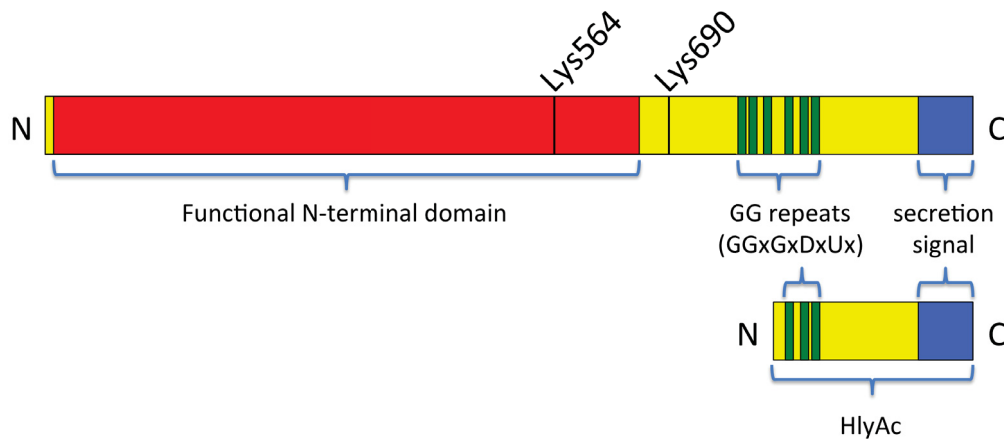 Lys564
Lys690
N
C
Functional N-terminal domain
GG repeats
(GGxGxDxUx)
secretion
signal
N
C
HlyAc